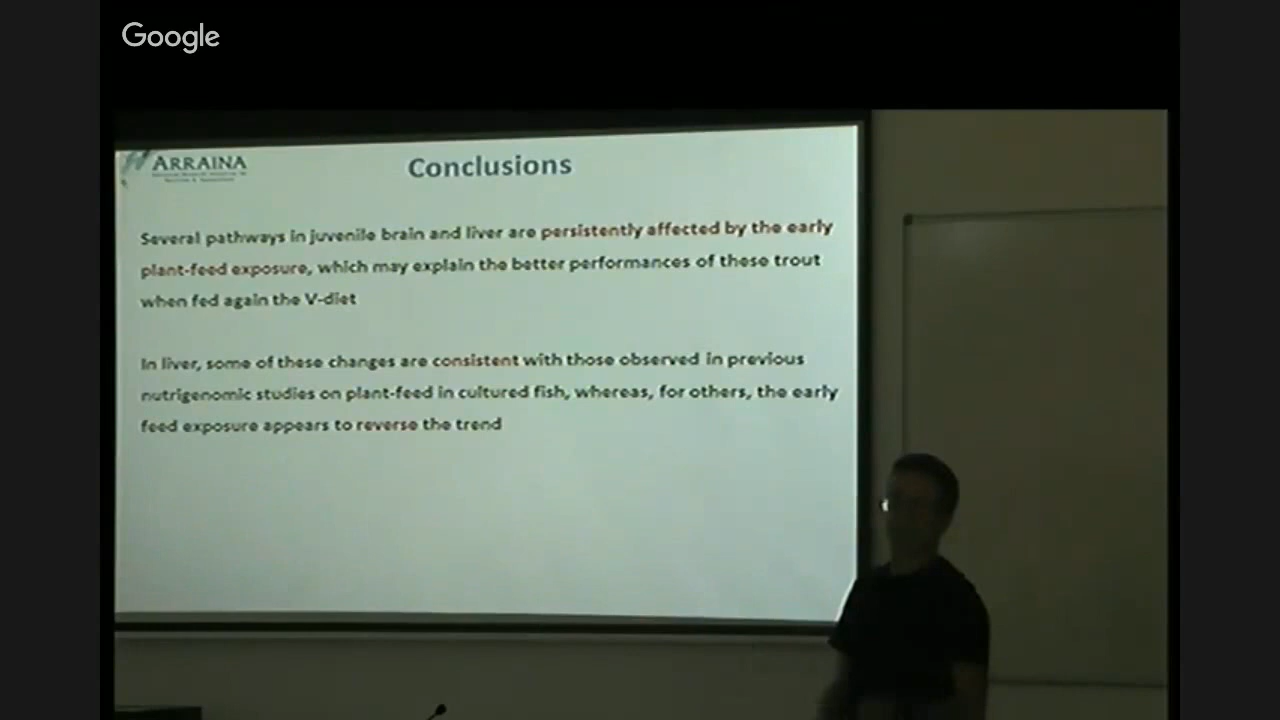 Google
ARRAINA
Conclusions
Several pathways in juvenile brain and liver are persistently affected by the early
plant-feed exposure, which may explain the better performances of these trout
when fed again the V-diet
In liver, some of these changes are consistent with those observed in previous
nutrigenomic studies on plant-feed in cultured fish, whereas, for others, the early
feed exposure appears to reverse the trend